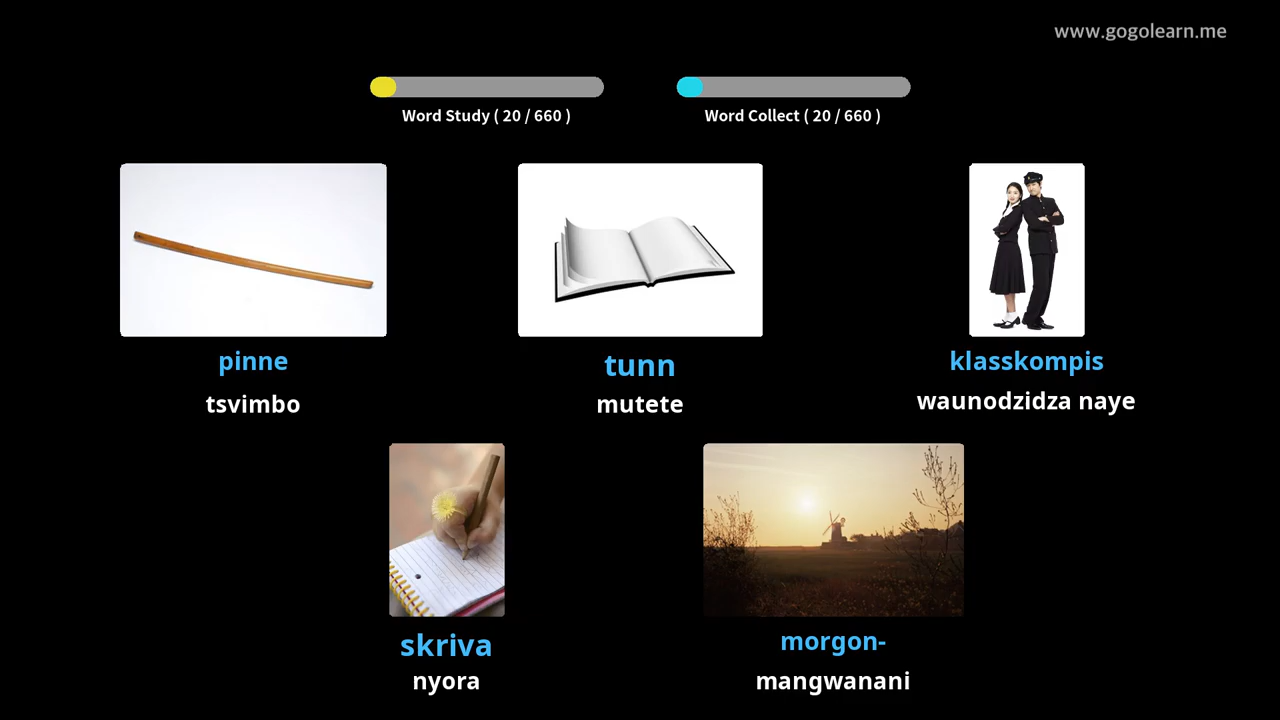 www.gogolearn.me
Word Study ( 20 / 660 )
Word Collect ( 20 / 660 )
pinne
tsvimbo
tunn
mutete
klasskompis
waunodzidza naye
skriva
nyora
morgon-
mangwanani